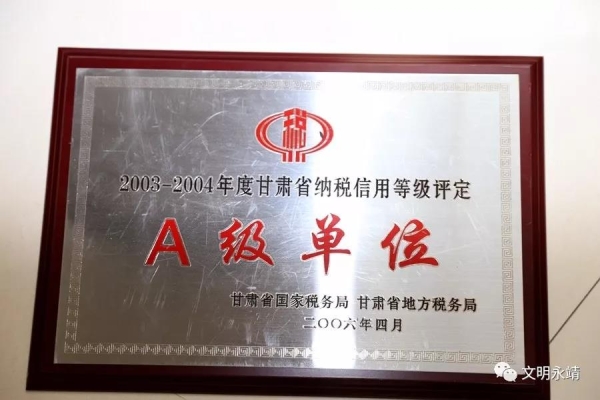 税
2003-2004年度甘肃省纳税信用等级评定
A级单位
甘肃省国家税务局 甘肃省地方税务局
二〇〇六年四月
文明永靖